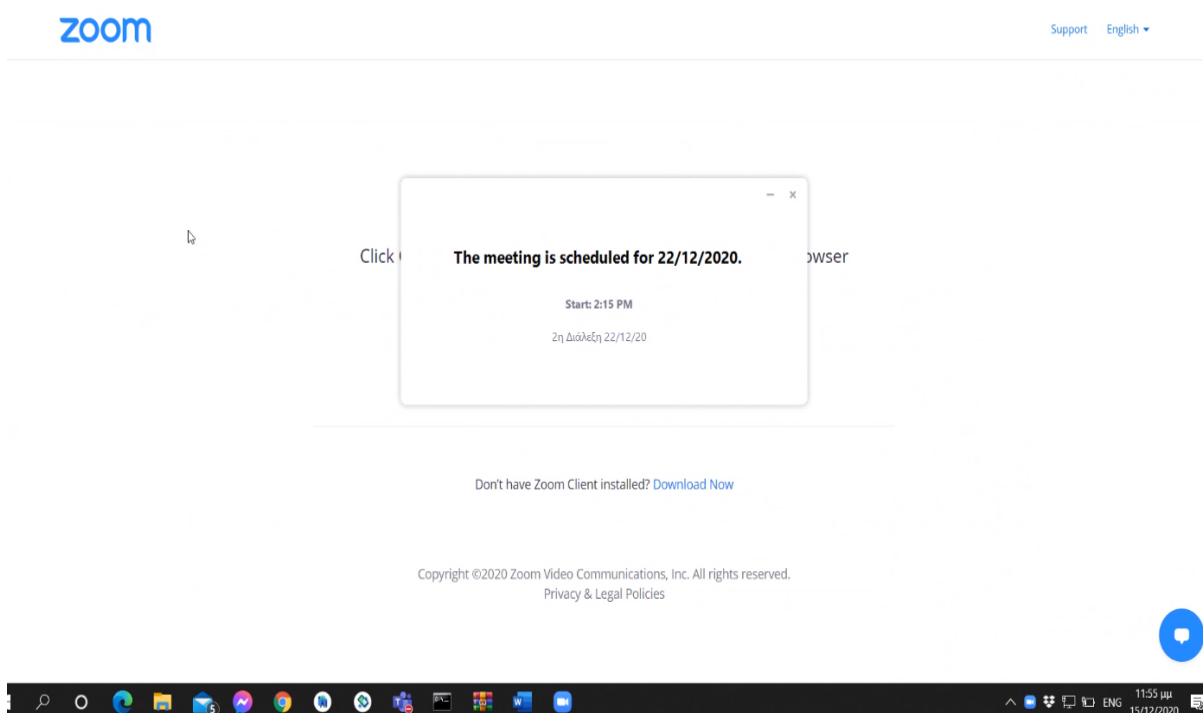 zoom
Support English
The meeting is scheduled for 22/12/2020.
Click
owser
Start: 2:15 PM
2η Διάλεξη 22/12/20
Don't have Zoom Client installed? Download Now
Copyright ©2020 Zoom Video Communications, Inc. All rights reserved.
Privacy & Legal Policies
5
W
ENG
11:55 μμ
15/12/2020